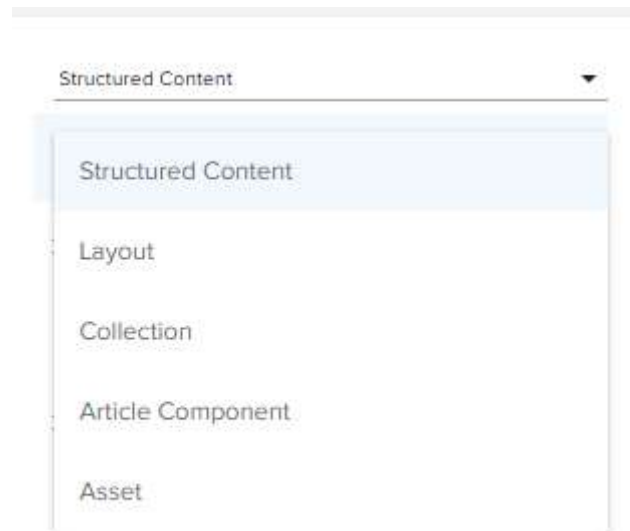 Structured Content
Structured Content
Layout
Collection
Article Component
Asset